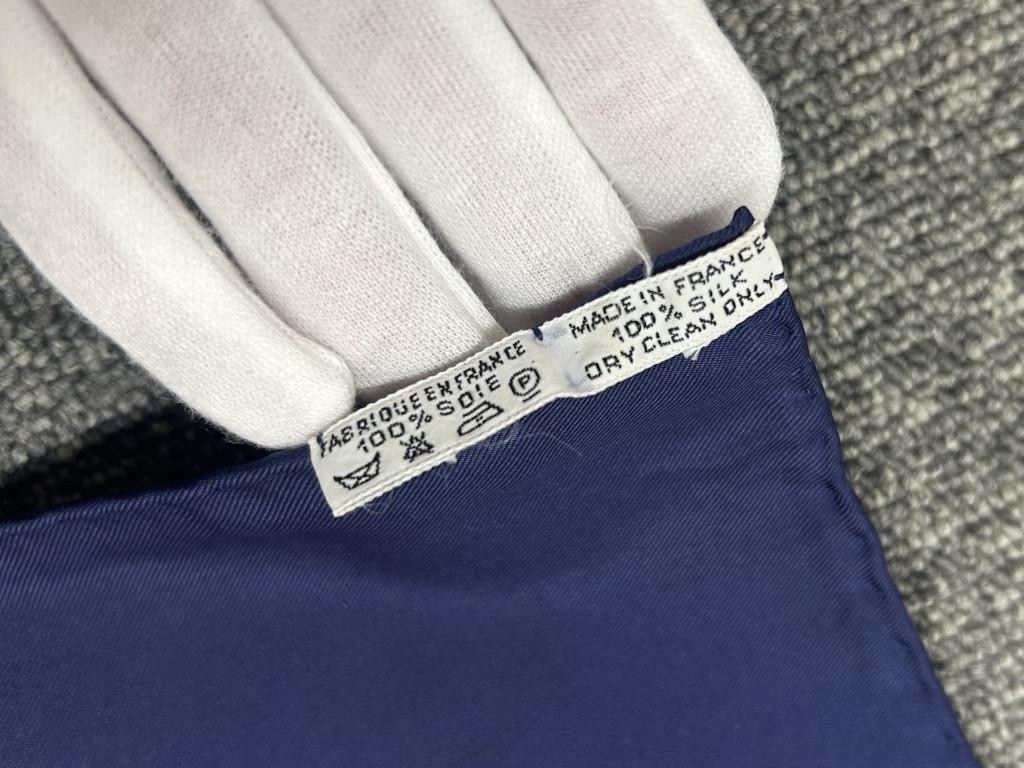 FABRIQUE EN FRANCE
100% SOIE
P
MADE IN FRANCE
100% SILK
DRY CLEAN ONLY